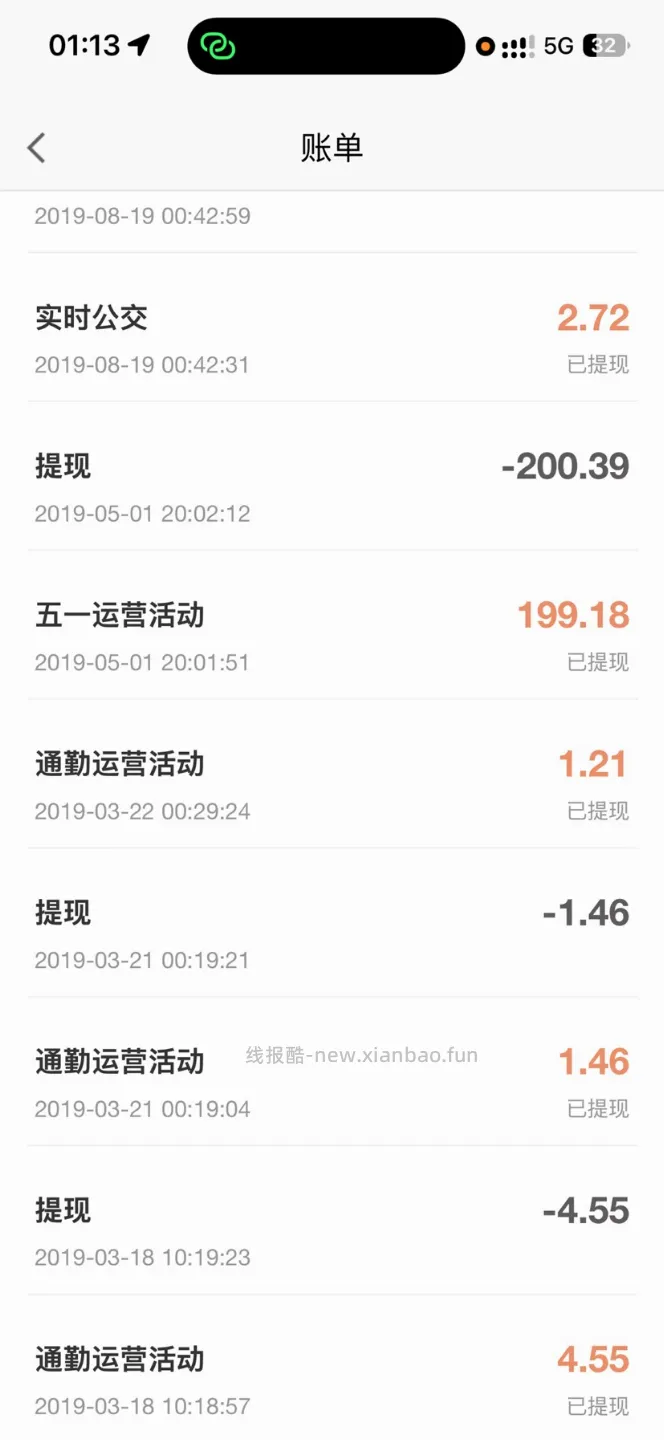 01:13 5G 32
账单
2019-08-19 00:42:59
实时公交 2.72
2019-08-19 00:42:31 已提现
提现 -200.39
2019-05-01 20:02:12
五一运营活动 199.18
2019-05-01 20:01:51 已提现
通勤运营活动 1.21
2019-03-22 00:29:24 已提现
提现 -1.46
2019-03-21 00:19:21
通勤运营活动 线报酷-new.xianbao.fun 1.46
2019-03-21 00:19:04 已提现
提现 -4.55
2019-03-18 10:19:23
通勤运营活动 4.55
2019-03-18 10:18:57 已提现